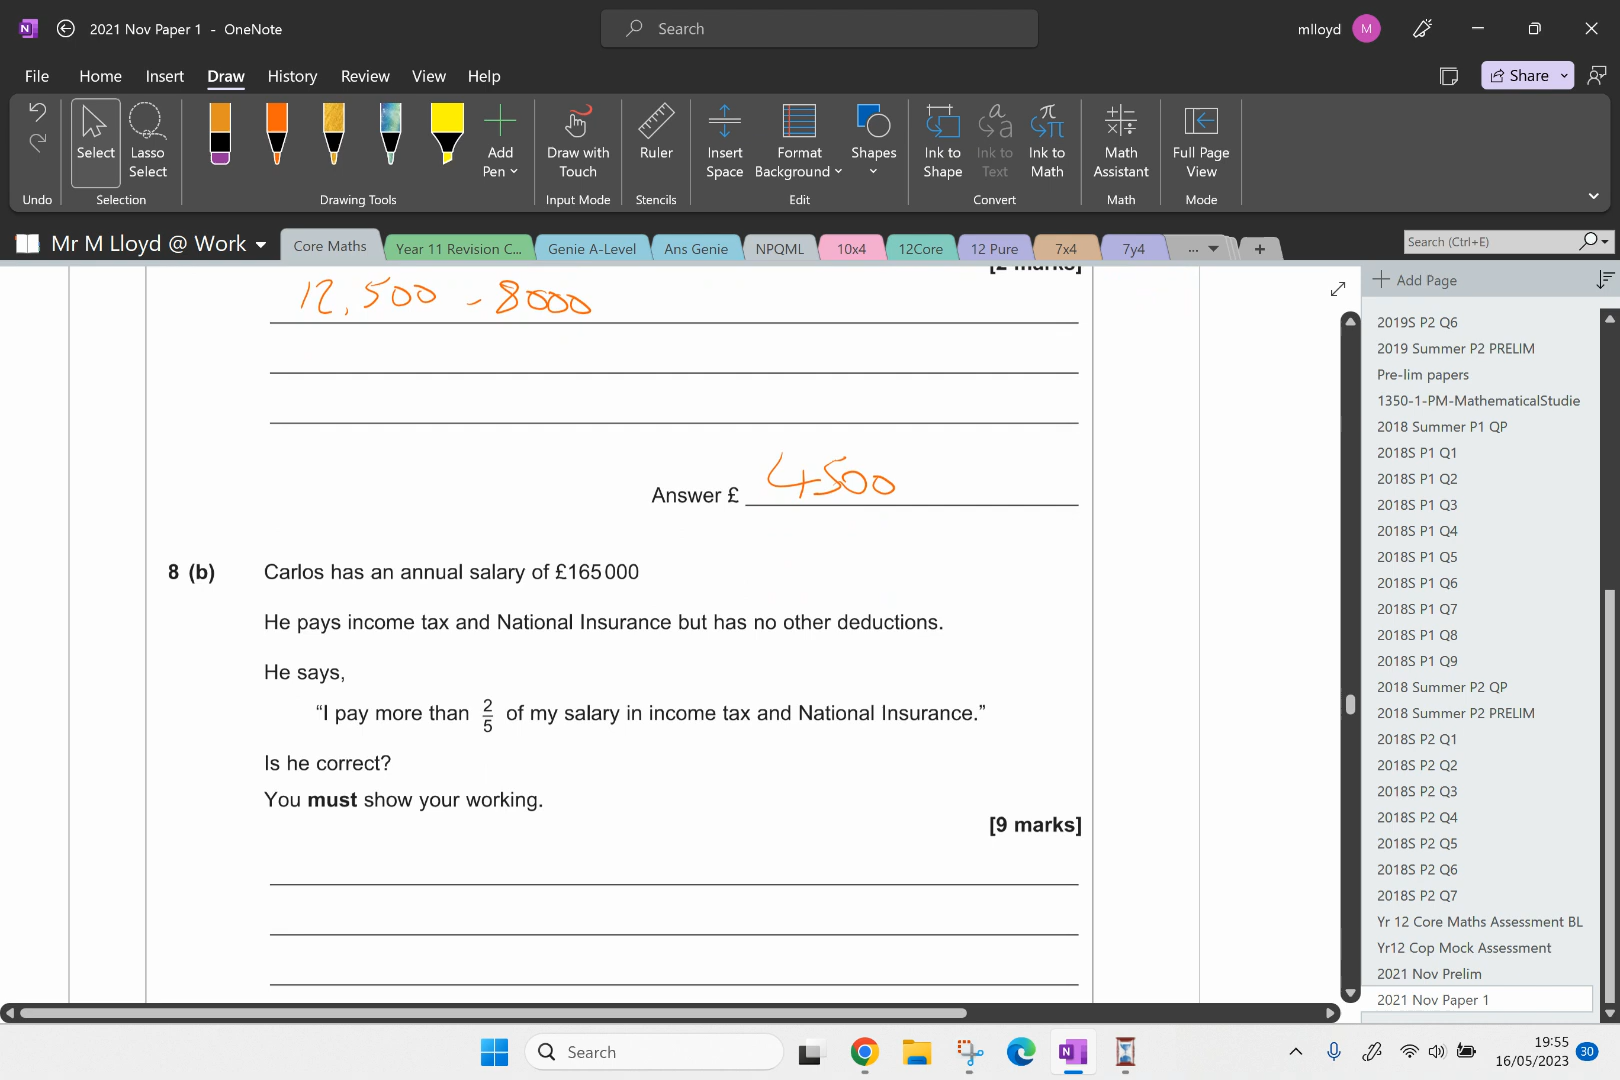 2021 Nov Paper 1 - OneNote
Search
mlloyd
M
File
Home
Insert
Draw
History
Review
View
Help
Share
Select
Lasso Select
Add Pen
Draw with Touch
Ruler
Insert Space
Format Background
Shapes
Ink to Shape
Ink to Text
Ink to Math
Math Assistant
Full Page View
Undo
Selection
Drawing Tools
Input Mode
Stencils
Edit
Convert
Math
Mode
Mr M Lloyd @ Work
Core Maths
Year 11 Revision C...
Genie A-Level
Ans Genie
NPQML
10x4
12Core
12 Pure
7x4
7y4
...
Search (Ctrl+E)
[2 marks]
12,500 - 8000
Answer £ 4500
8 (b) Carlos has an annual salary of £165 000
He pays income tax and National Insurance but has no other deductions.
He says,
“I pay more than 2/5 of my salary in income tax and National Insurance.”
Is he correct?
You must show your working.
[9 marks]
Add Page
2019S P2 Q6
2019 Summer P2 PRELIM
Pre-lim papers
1350-1-PM-MathematicalStudie
2018 Summer P1 QP
2018S P1 Q1
2018S P1 Q2
2018S P1 Q3
2018S P1 Q4
2018S P1 Q5
2018S P1 Q6
2018S P1 Q7
2018S P1 Q8
2018S P1 Q9
2018 Summer P2 QP
2018 Summer P2 PRELIM
2018S P2 Q1
2018S P2 Q2
2018S P2 Q3
2018S P2 Q4
2018S P2 Q5
2018S P2 Q6
2018S P2 Q7
Yr 12 Core Maths Assessment BL
Yr12 Cop Mock Assessment
2021 Nov Prelim
2021 Nov Paper 1
Search
19:55
16/05/2023
30